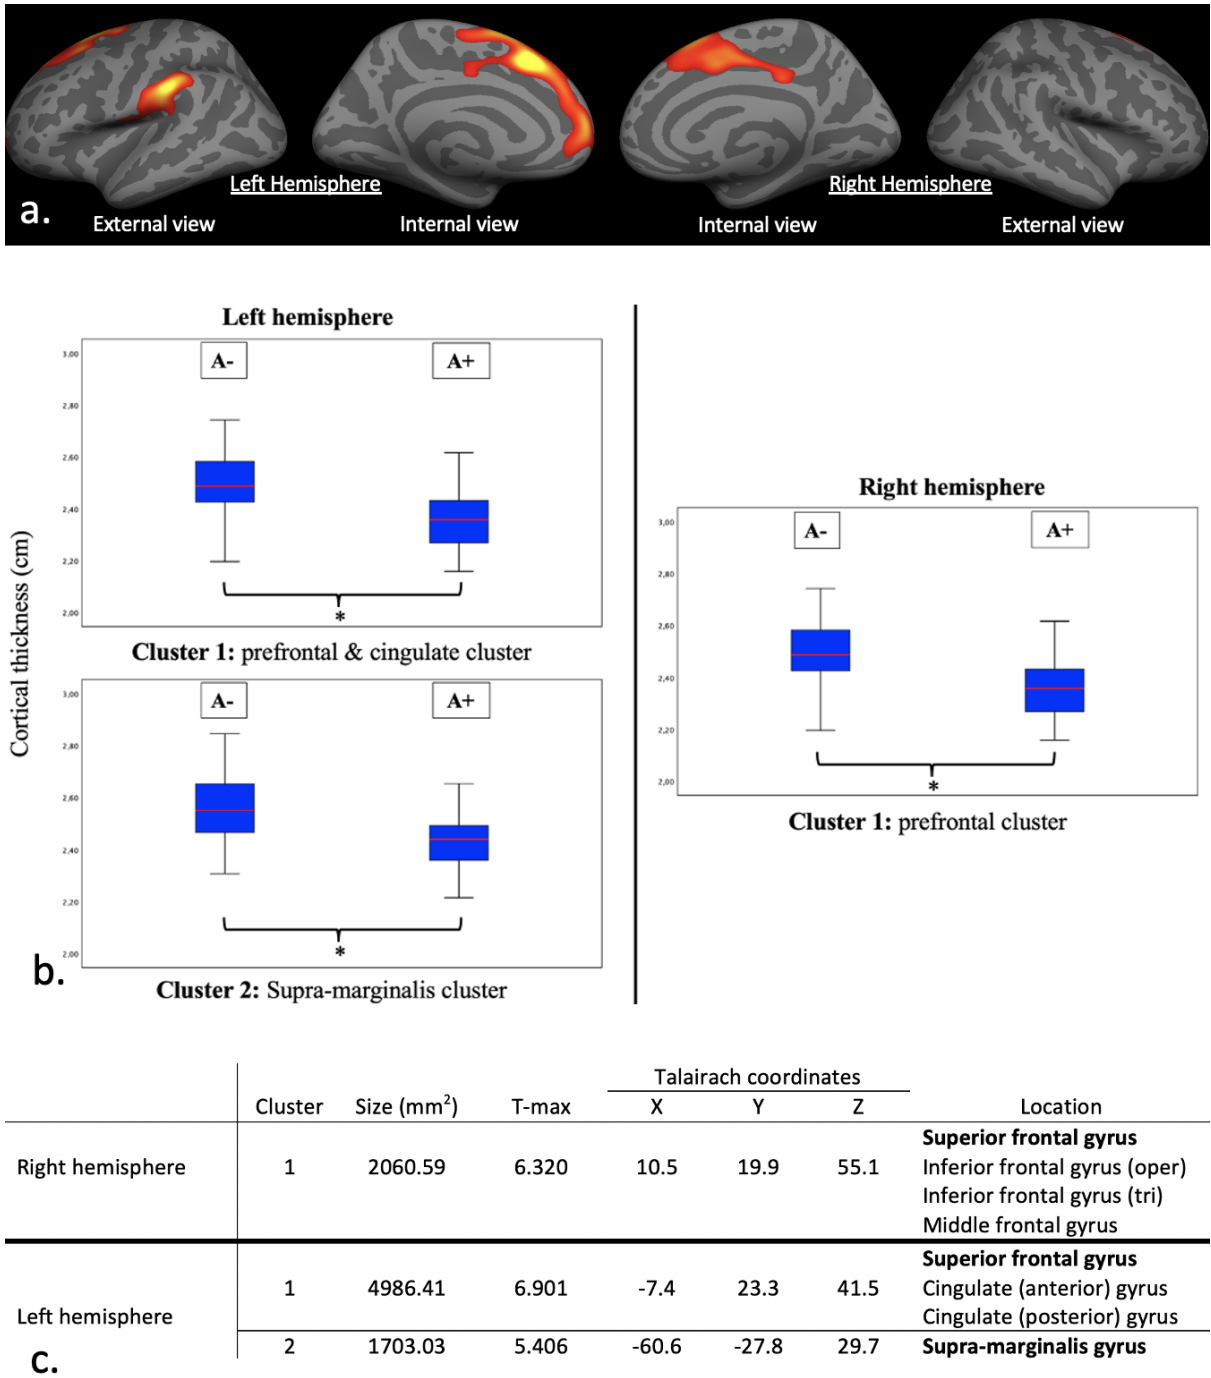 Left Hemisphere
Right Hemisphere
a.
External view
Internal view
Internal view
External view
Cortical thickness (cm)
Left hemisphere
A-
A+
3,00
2,80
2,60
2,40
2,20
2,00
*
Cluster 1: prefrontal & cingulate cluster
A-
A+
3,00
2,80
2,60
2,40
2,20
2,00
*
Cluster 2: Supra-marginalis cluster
b.
Right hemisphere
A-
A+
3,00
2,80
2,60
2,40
2,20
2,00
*
Cluster 1: prefrontal cluster
Talairach coordinates
Cluster Size (mm²) T-max X Y Z Location
Superior frontal gyrus
Right hemisphere 1 2060.59 6.320 10.5 19.9 55.1 Inferior frontal gyrus (oper)
Inferior frontal gyrus (tri)
Middle frontal gyrus
Superior frontal gyrus
1 4986.41 6.901 -7.4 23.3 41.5 Cingulate (anterior) gyrus
Left hemisphere Cingulate (posterior) gyrus
2 1703.03 5.406 -60.6 -27.8 29.7 Supra-marginalis gyrus
c.